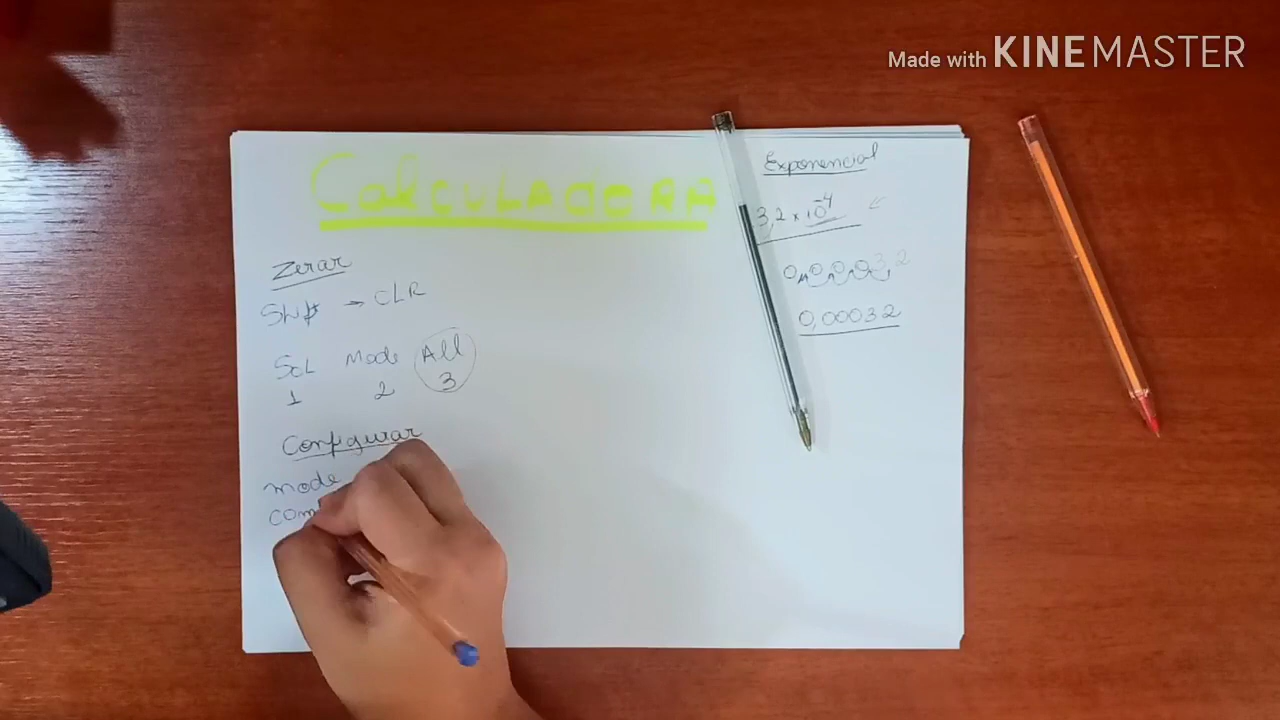 Made with KINEMASTER
CalculadoRA
Zerar
→ CLR
Scl Mode All
1 2 3
Configurar
mode
com
Exponencial
3,2 x 10⁻⁴
0,00032